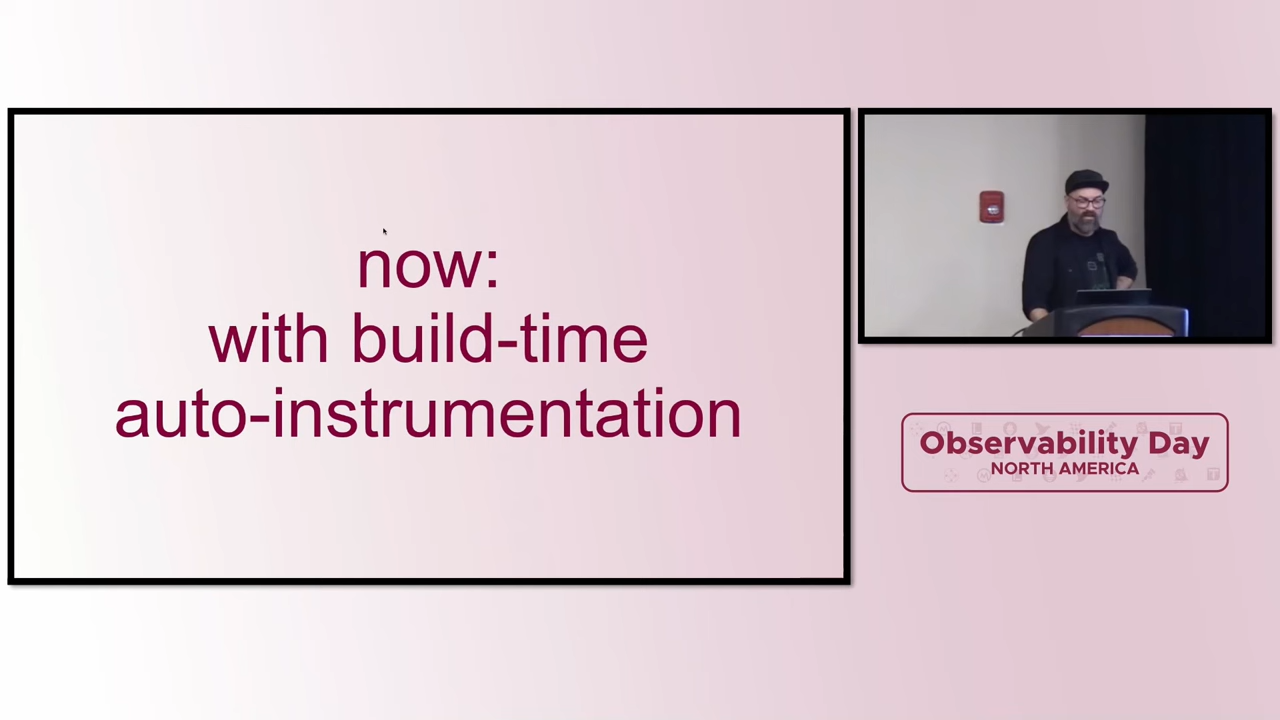 now:
with build-time
auto-instrumentation
Observability Day
NORTH AMERICA